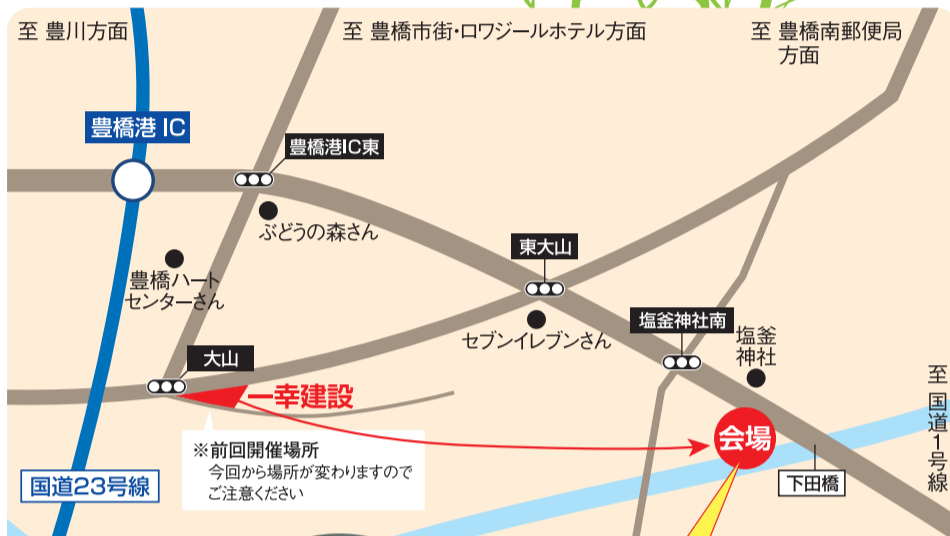 至 豊川方面
至 豊橋市街・ロワジールホテル方面
至 豊橋南郵便局
方面
豊橋港 IC
豊橋港IC東
ぶどうの森さん
豊橋ハート
センターさん
東大山
セブンイレブンさん
塩釜神社南
塩釜
神社
大山
一幸建設
※前回開催場所
今回から場所が変わりますので
ご注意ください
会場
至 国道1号線
国道23号線
下田橋